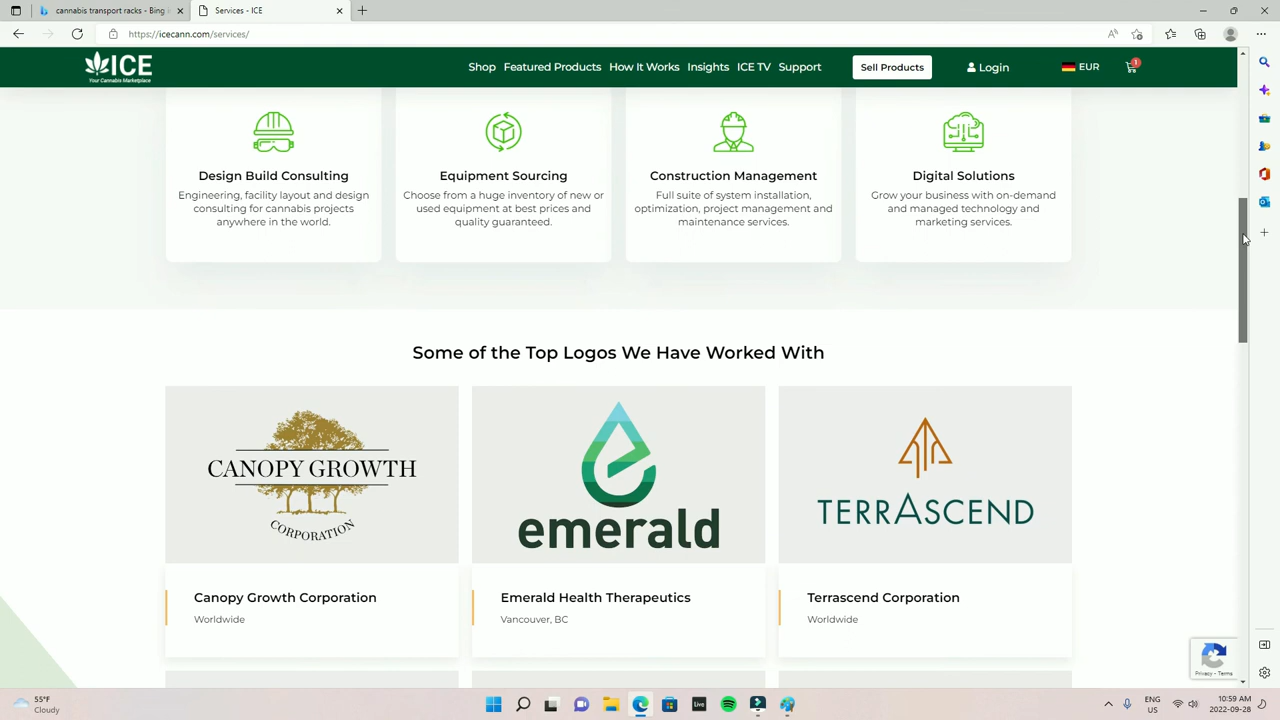 cannabis transport racks - Bing
Services - ICE
https://icecann.com/services/
ICE
Your Cannabis Marketplace
Shop Featured Products How It Works Insights ICE TV Support
Sell Products
Login
EUR
1
Design Build Consulting
Engineering, facility layout and design
consulting for cannabis projects
anywhere in the world.
Equipment Sourcing
Choose from a huge inventory of new or
used equipment at best prices and
quality guaranteed.
Construction Management
Full suite of system installation,
optimization, project management and
maintenance services.
Digital Solutions
Grow your business with on-demand
and managed technology and
marketing services.
Some of the Top Logos We Have Worked With
CANOPY GROWTH
CORPORATION
emerald
TERRASCEND
Canopy Growth Corporation
Worldwide
Emerald Health Therapeutics
Vancouver, BC
Terrascend Corporation
Worldwide
Privacy - Terms
55°F
Cloudy
Live
ENG
US
10:59 AM
2022-09-28